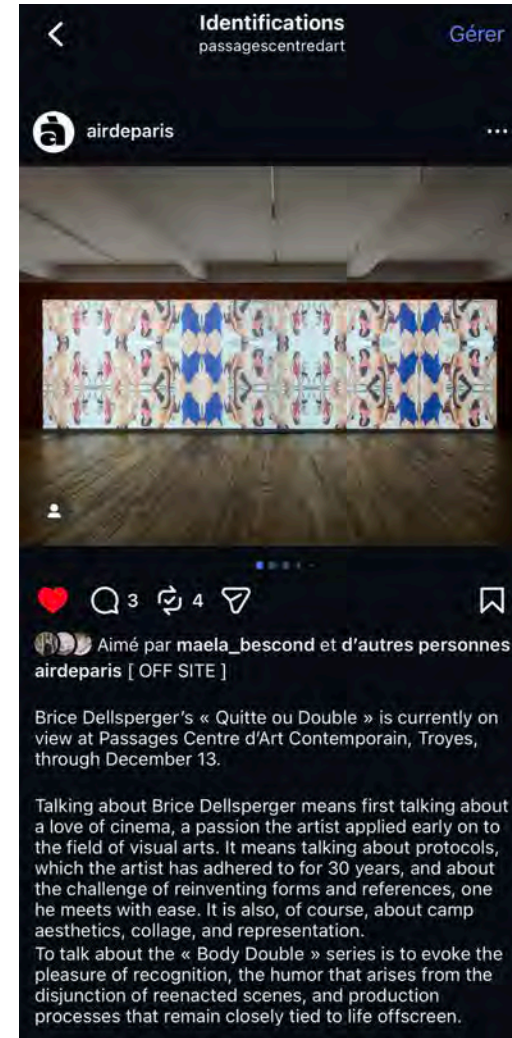 Identifications
passagescentredart
Gérer
à
airdeparis
3
4
Aimé par maela_bescond et d'autres personnes
airdeparis [ OFF SITE ]
Brice Dellsperger's « Quitte ou Double » is currently on
view at Passages Centre d'Art Contemporain, Troyes,
through December 13.
Talking about Brice Dellsperger means first talking about
a love of cinema, a passion the artist applied early on to
the field of visual arts. It means talking about protocols,
which the artist has adhered to for 30 years, and about
the challenge of reinventing forms and references, one
he meets with ease. It is also, of course, about camp
aesthetics, collage, and representation.
To talk about the « Body Double » series is to evoke the
pleasure of recognition, the humor that arises from the
disjunction of reenacted scenes, and production
processes that remain closely tied to life offscreen.